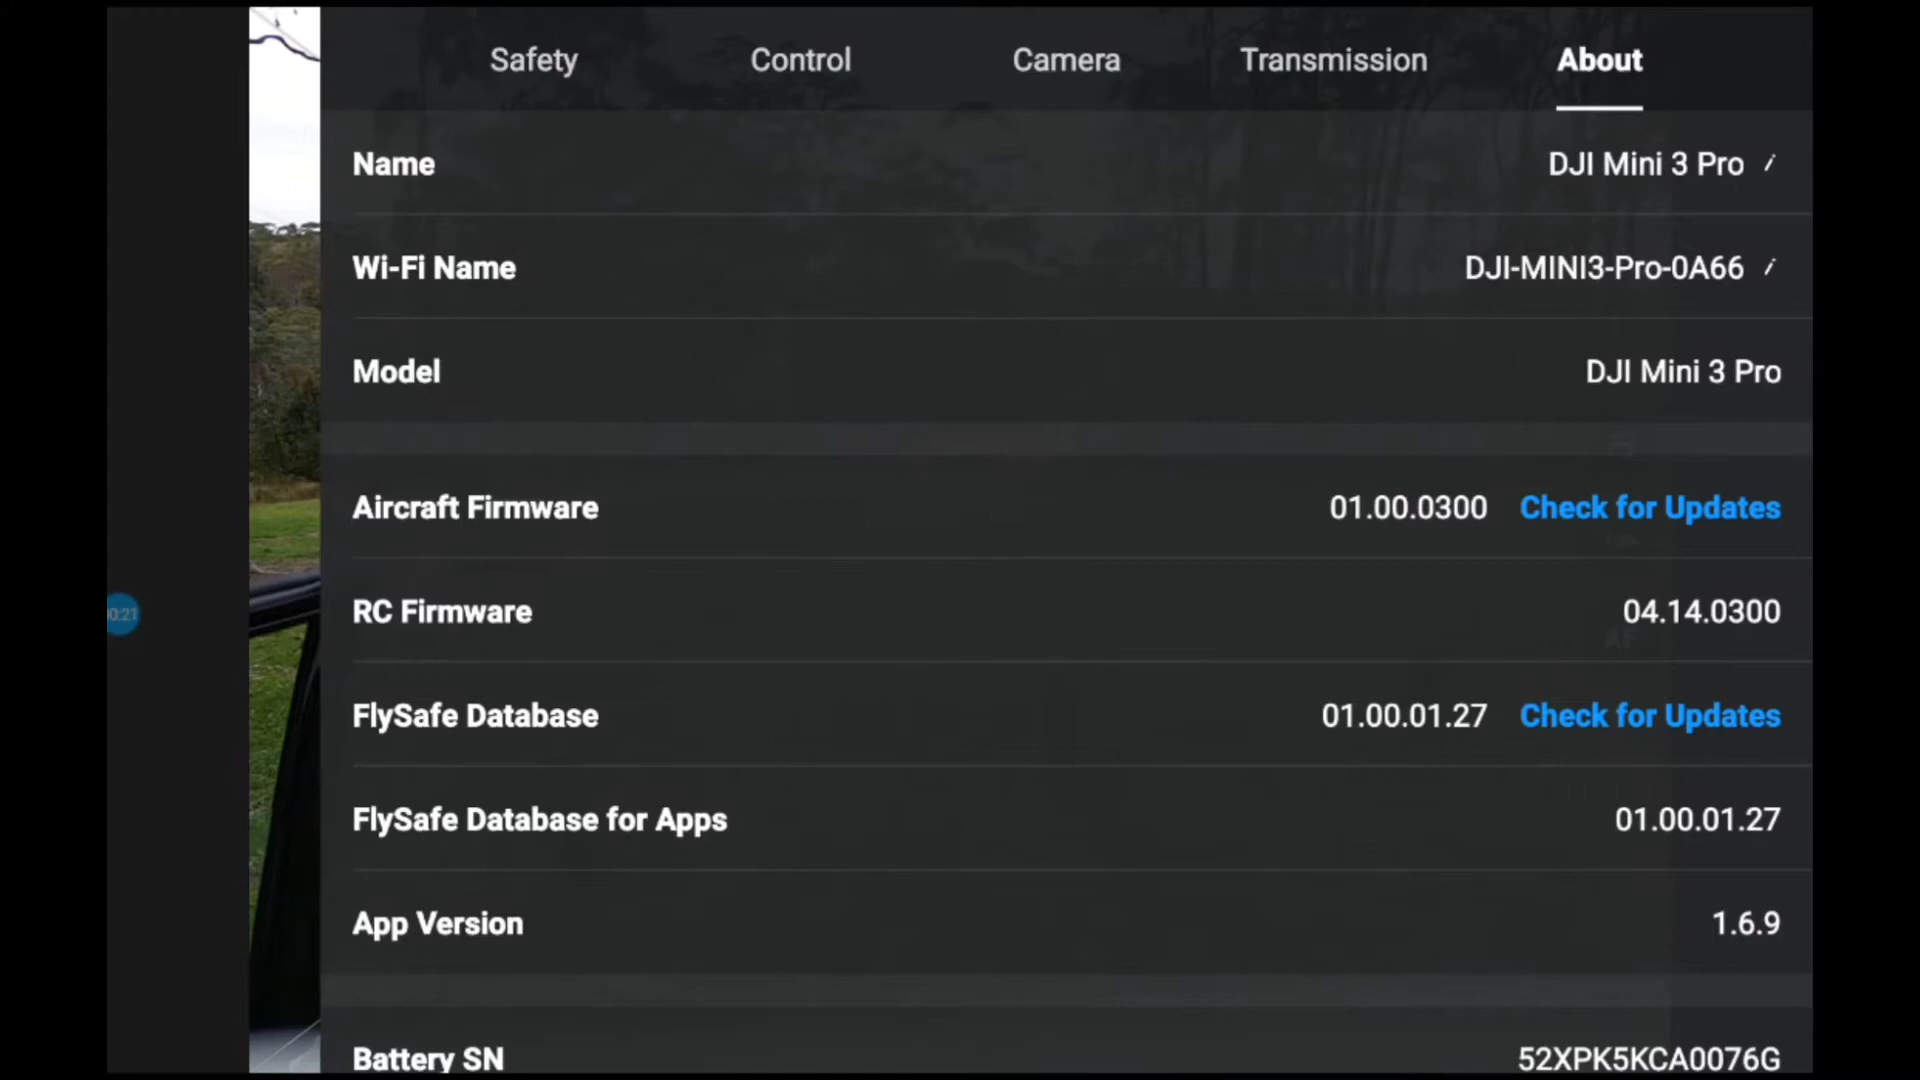 Safety Control Camera Transmission About
Name DJI Mini 3 Pro
Wi-Fi Name DJI-MINI3-Pro-0A66
Model DJI Mini 3 Pro
Aircraft Firmware 01.00.0300 Check for Updates
RC Firmware 04.14.0300
FlySafe Database 01.00.01.27 Check for Updates
00:21
FlySafe Database for Apps 01.00.01.27
App Version 1.6.9
Battery SN 52XPK5KCA0076G